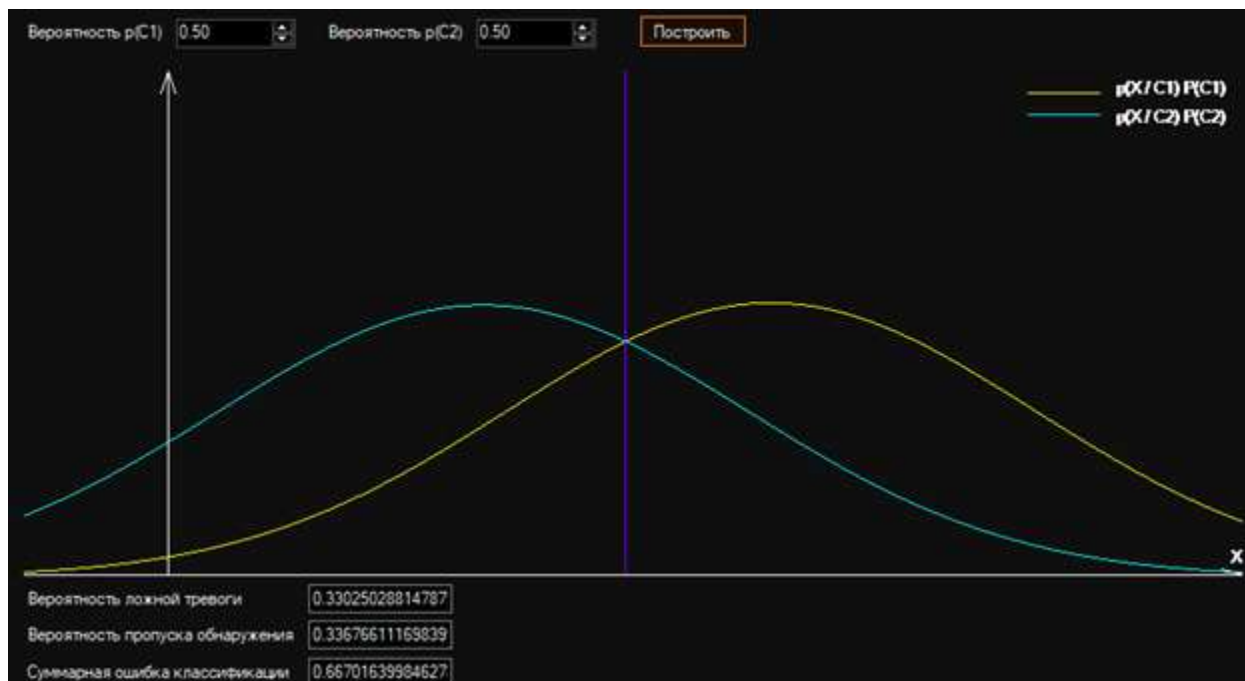 Вероятность p(C1) 0.50 Вероятность p(C2) 0.50 Построить
p(X / C1) P(C1)
p(X / C2) P(C2)
X
Вероятность ложной тревоги 0.33025028814787
Вероятность пропуска обнаружения 0.33676611169839
Суммарная ошибка классификации 0.66701639984627